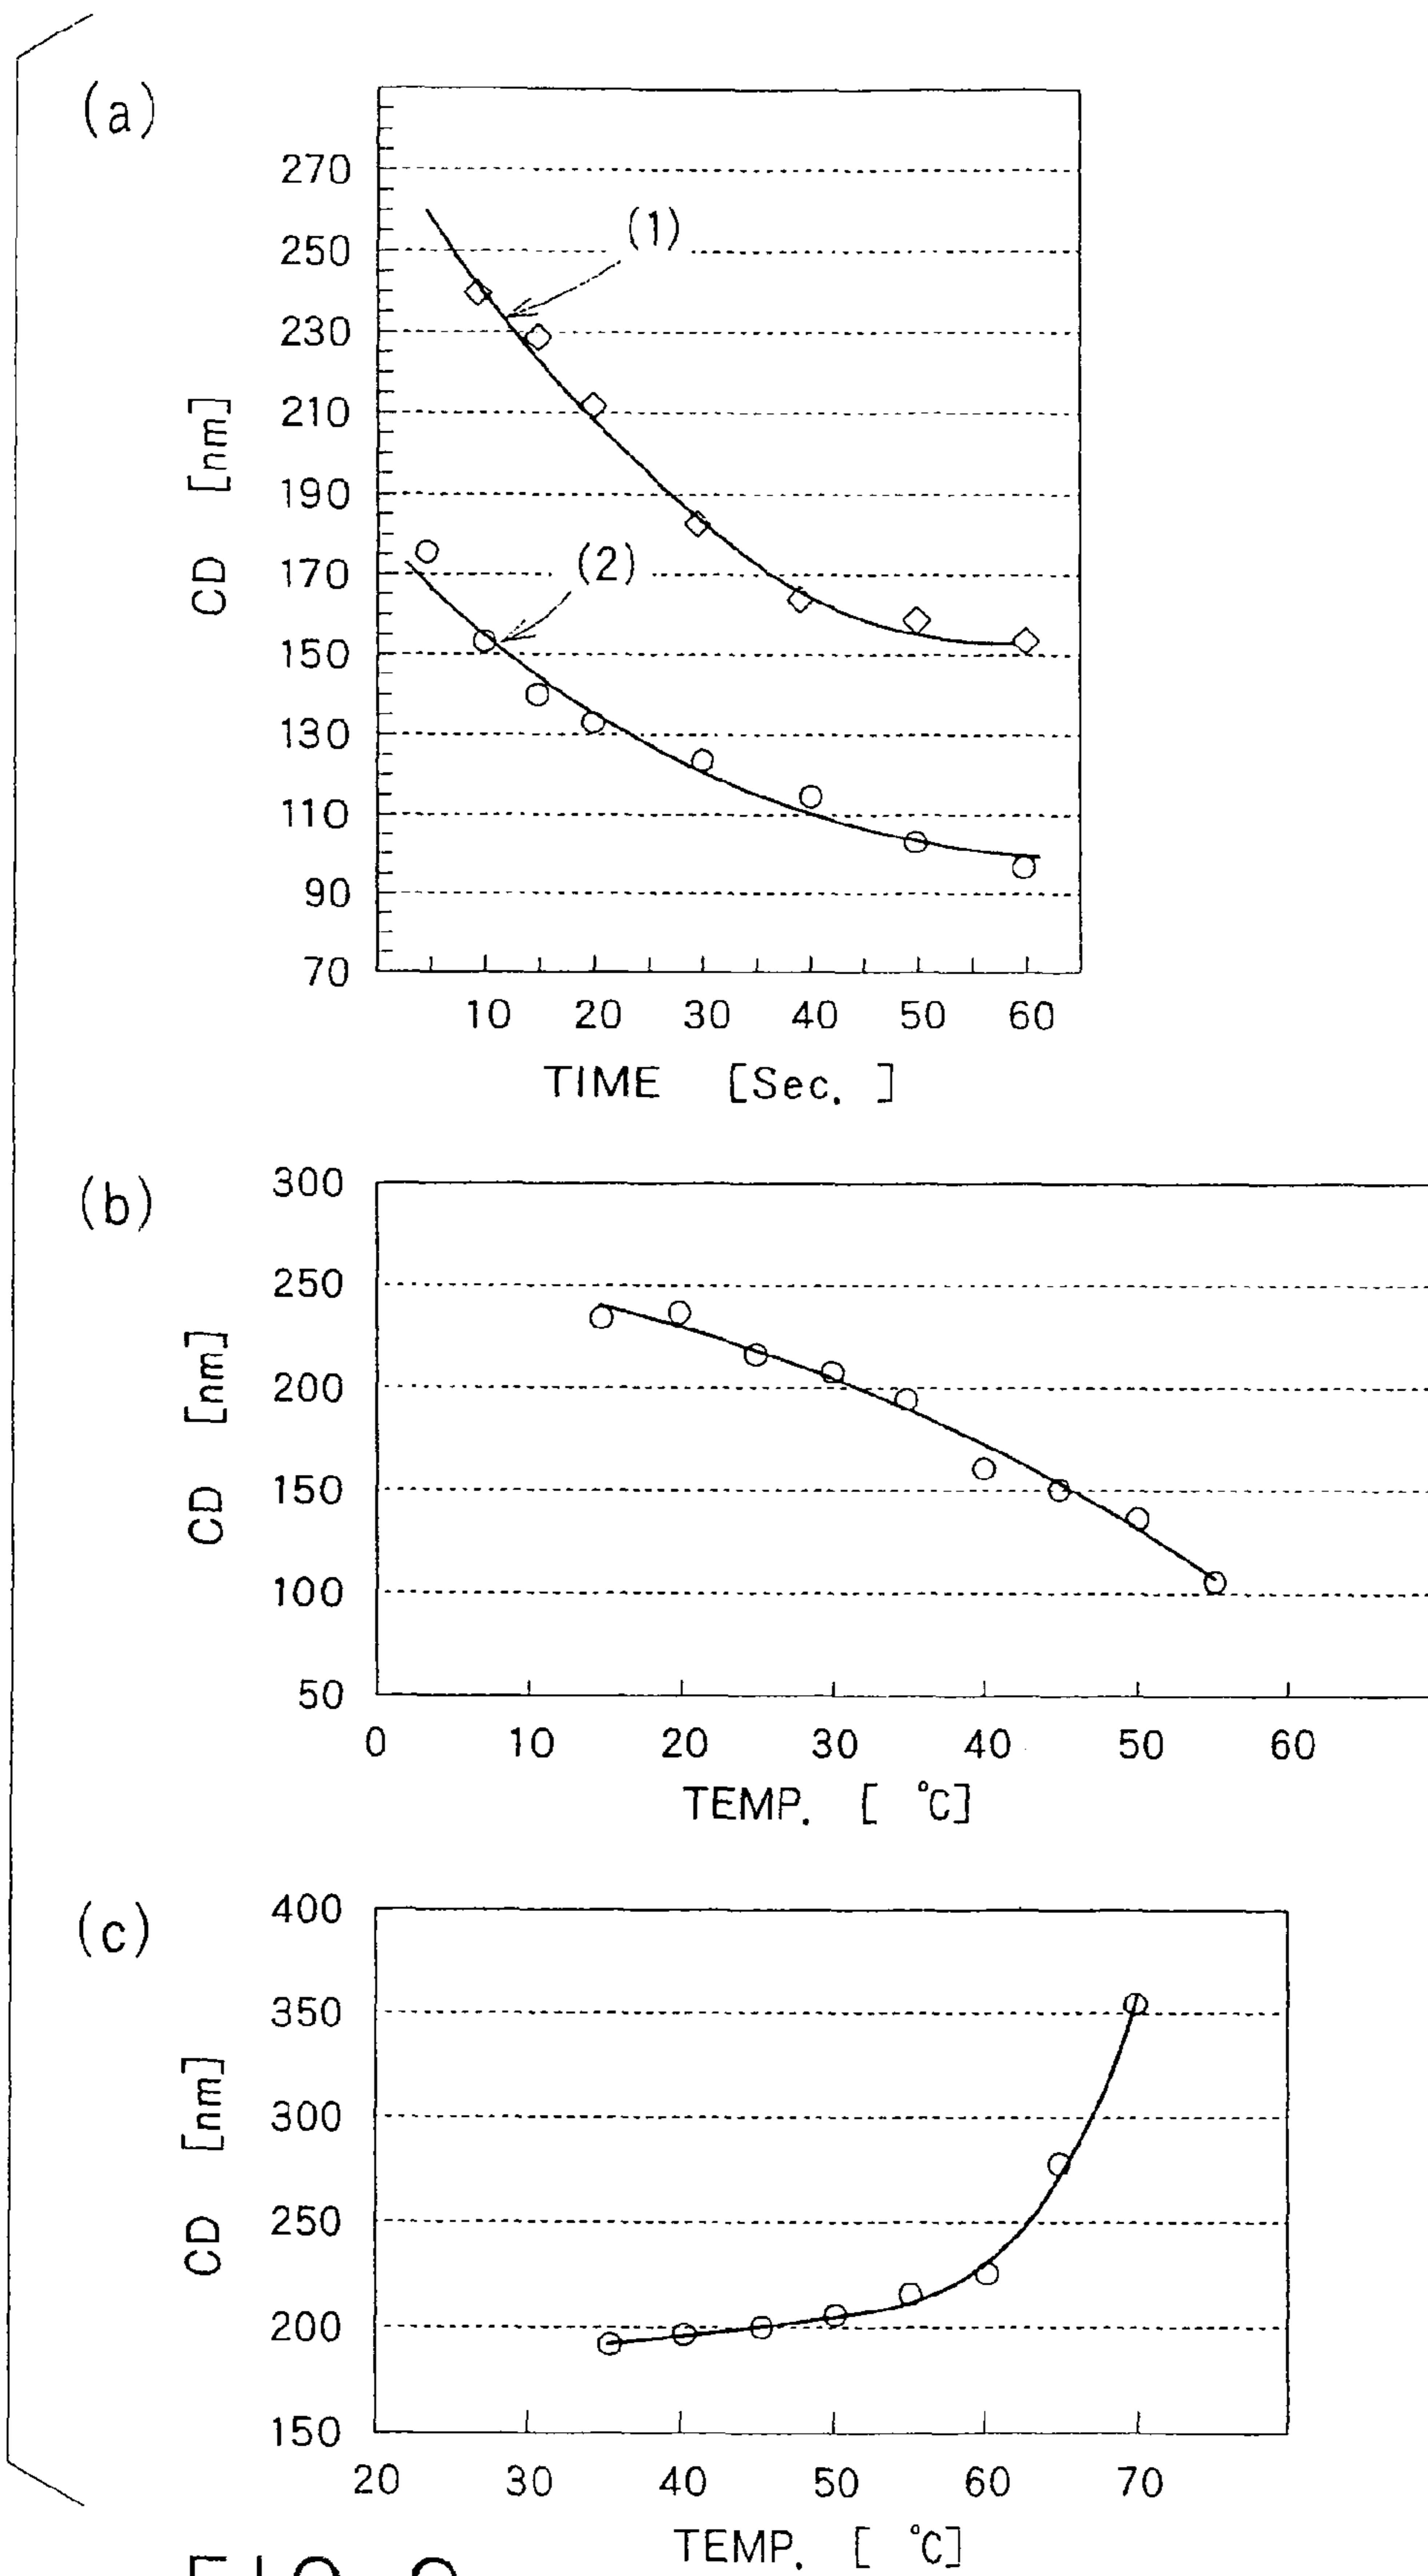 (a)
270
250
230
210
190
170
150
130
110
90
70
CD [nm]
(1)
(2)
10 20 30 40 50 60
TIME [Sec. ]
(b)
300
250
200
150
100
50
CD [nm]
0 10 20 30 40 50 60
TEMP. [ °C]
(c)
400
350
300
250
200
150
CD [nm]
20 30 40 50 60 70
TEMP. [ °C]